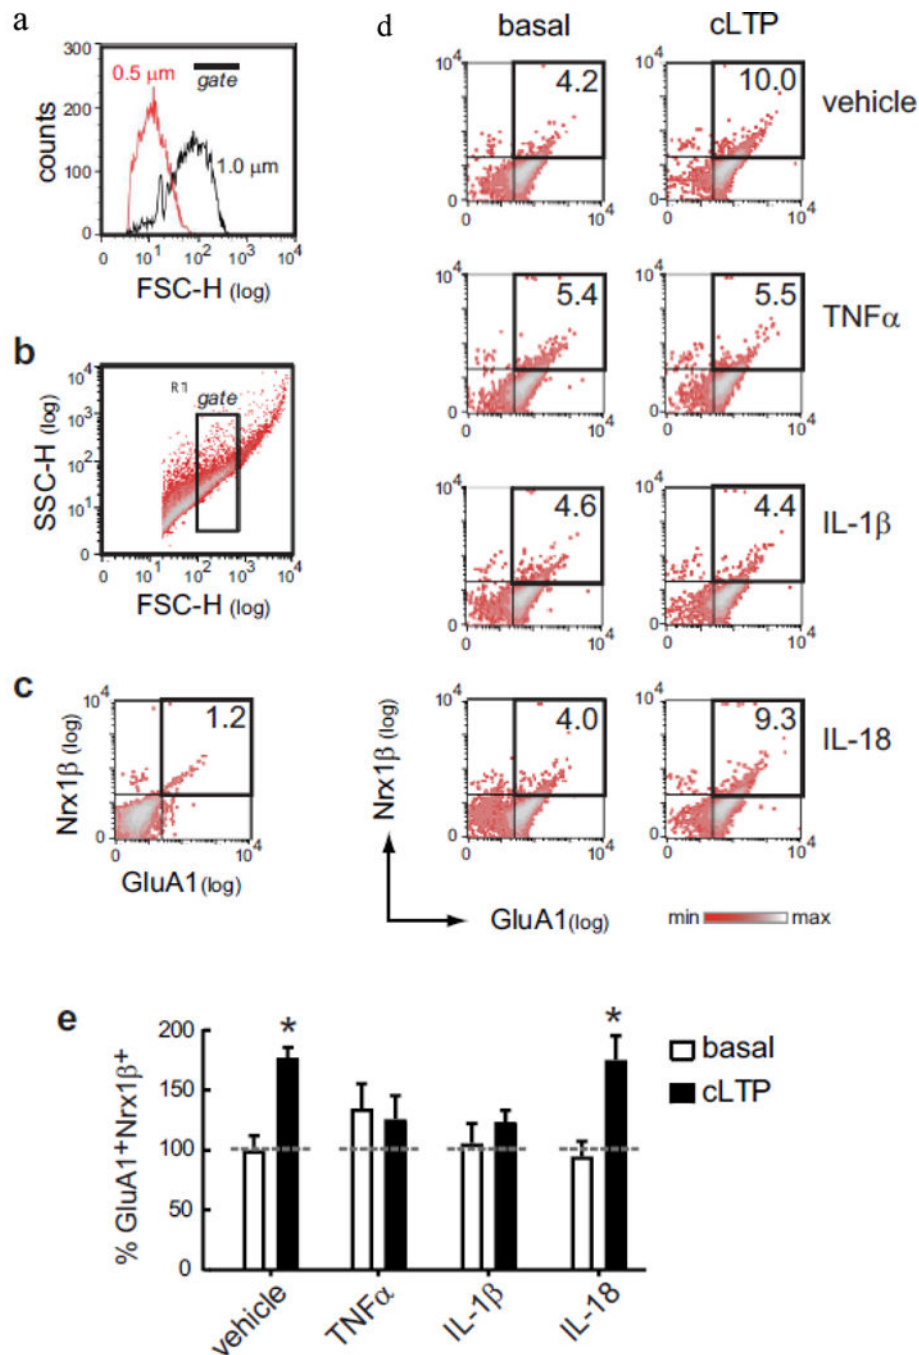 a
300
200
100
0
counts
0.5 μm
gate
1.0 μm
0 10¹ 10² 10³ 10⁴
FSC-H (log)
b
10⁴
10³
10²
10¹
0
SSC-H (log)
R1
gate
0 10¹ 10² 10³ 10⁴
FSC-H (log)
c
10⁴
0
Nrx1β (log)
1.2
0 10⁴
GluA1(log)
d
basal cLTP
10⁴ 4.2 10⁴ 10.0 vehicle
0 0
0 10⁴ 0 10⁴
10⁴ 5.4 10⁴ 5.5 TNFα
0 0
0 10⁴ 0 10⁴
10⁴ 4.6 10⁴ 4.4 IL-1β
0 0
0 10⁴ 0 10⁴
10⁴ 4.0 10⁴ 9.3 IL-18
0 0
0 10⁴ 0 10⁴
Nrx1β (log)
GluA1(log)
min max
e
200
150
100
50
0
% GluA1⁺Nrx1β⁺
* *
basal
cLTP
vehicle TNFα IL-1β IL-18